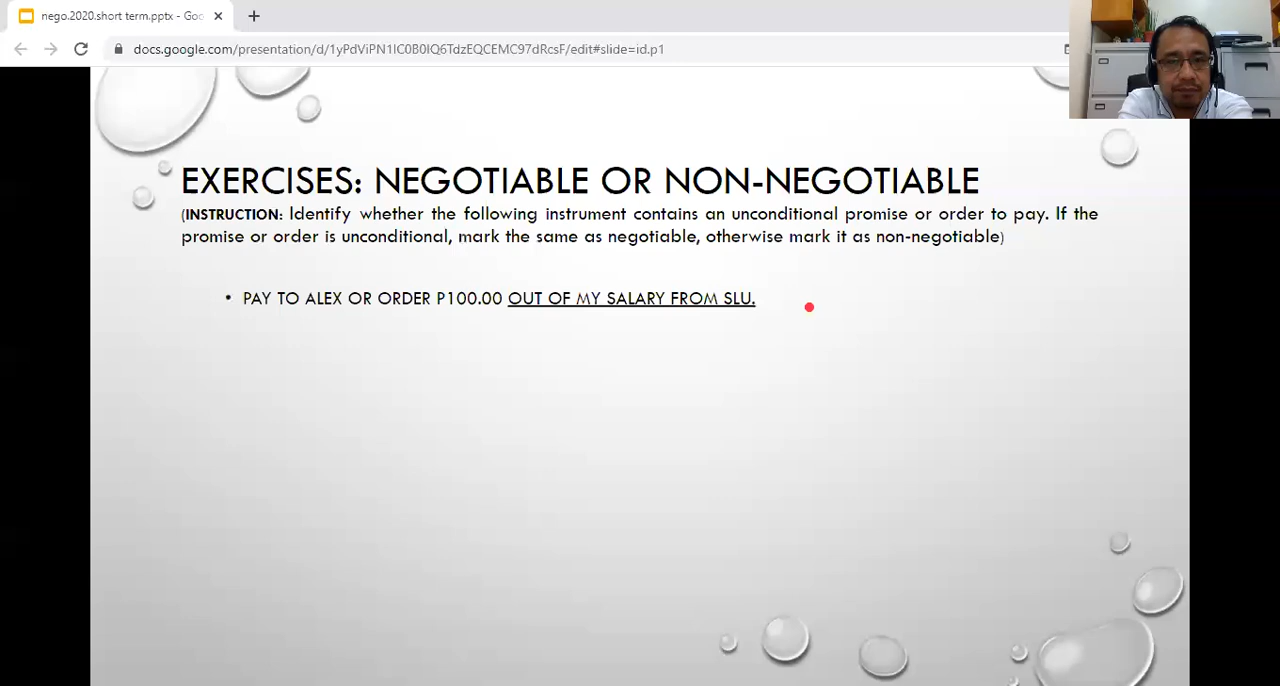 nego.2020.short term.pptx - Goo
docs.google.com/presentation/d/1yPdViPN1lC0B0IQ6TdzEQCEMC97dRcsF/edit#slide=id.p1
EXERCISES: NEGOTIABLE OR NON-NEGOTIABLE
(INSTRUCTION: Identify whether the following instrument contains an unconditional promise or order to pay. If the
promise or order is unconditional, mark the same as negotiable, otherwise mark it as non-negotiable)
• PAY TO ALEX OR ORDER P100.00 OUT OF MY SALARY FROM SLU.